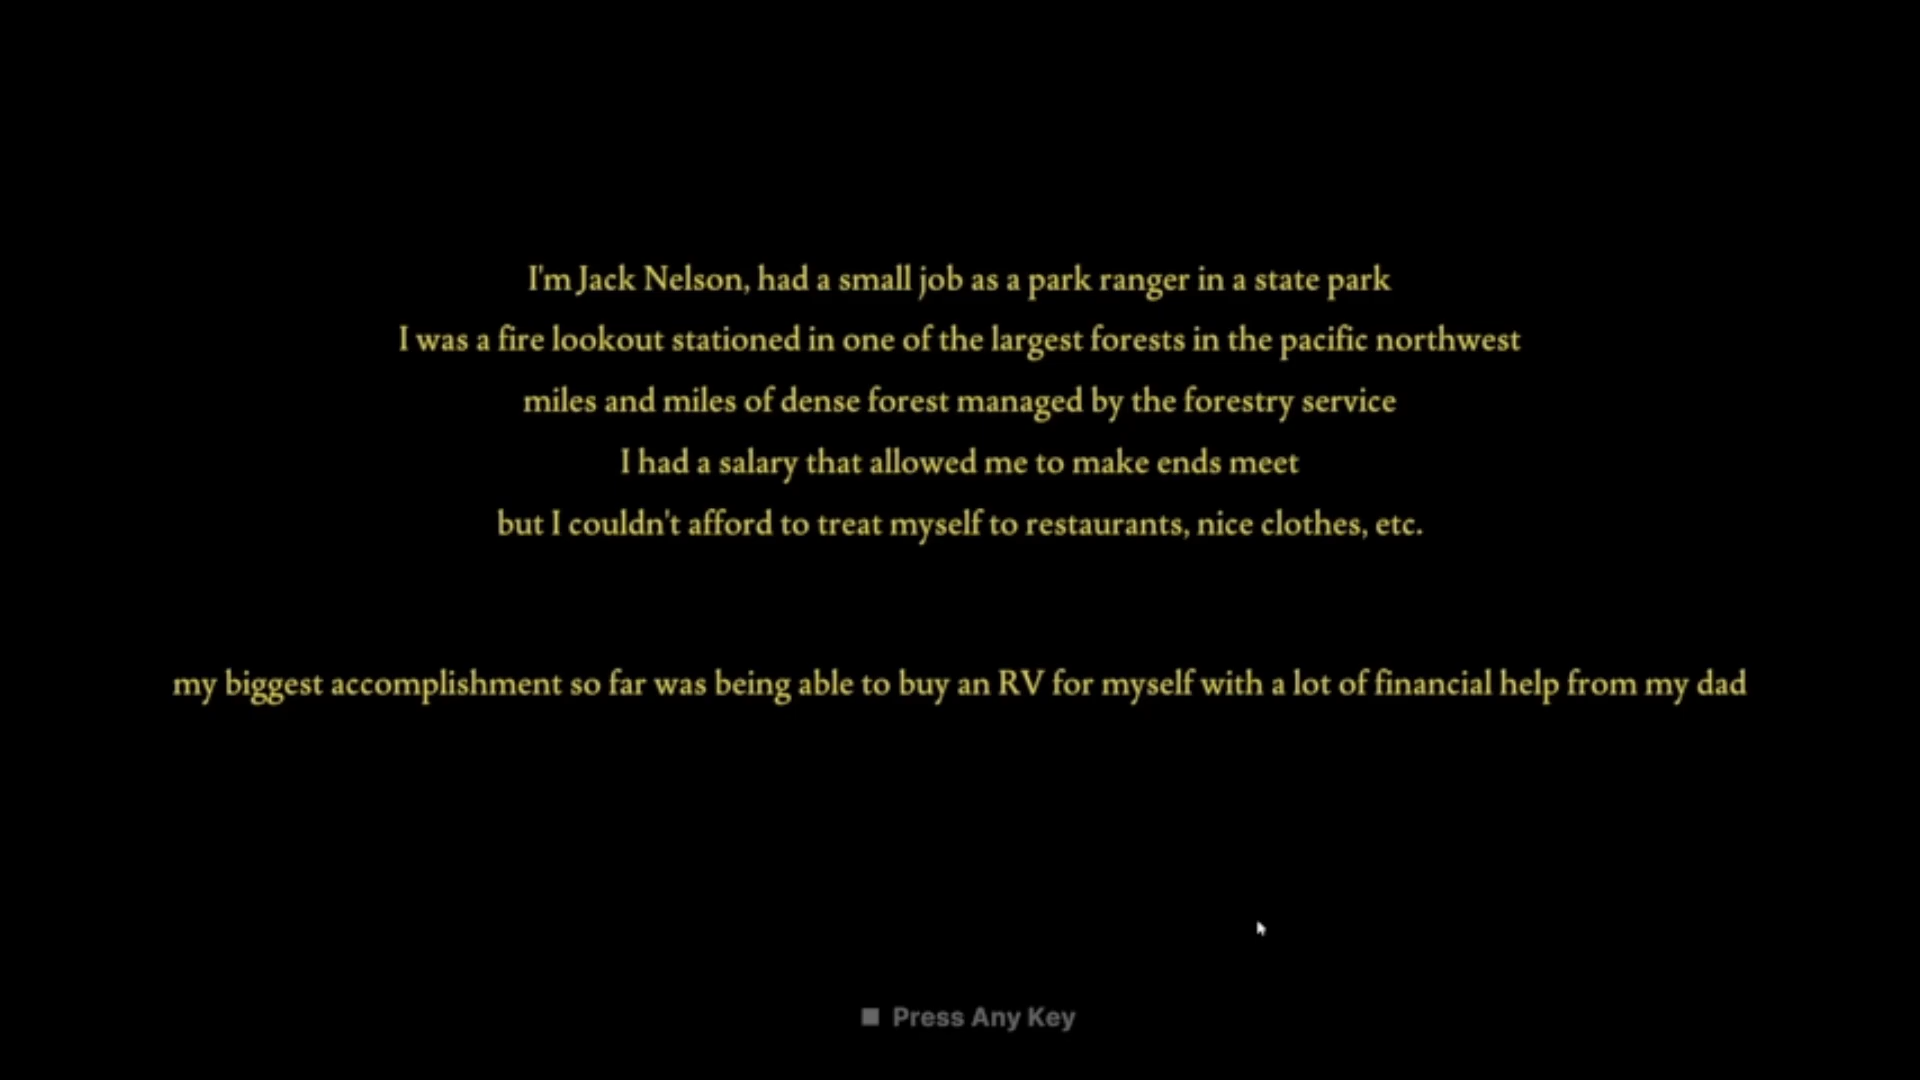 I'm Jack Nelson, had a small job as a park ranger in a state park
I was a fire lookout stationed in one of the largest forests in the pacific northwest
miles and miles of dense forest managed by the forestry service
I had a salary that allowed me to make ends meet
but I couldn't afford to treat myself to restaurants, nice clothes, etc.
my biggest accomplishment so far was being able to buy an RV for myself with a lot of financial help from my dad
Press Any Key